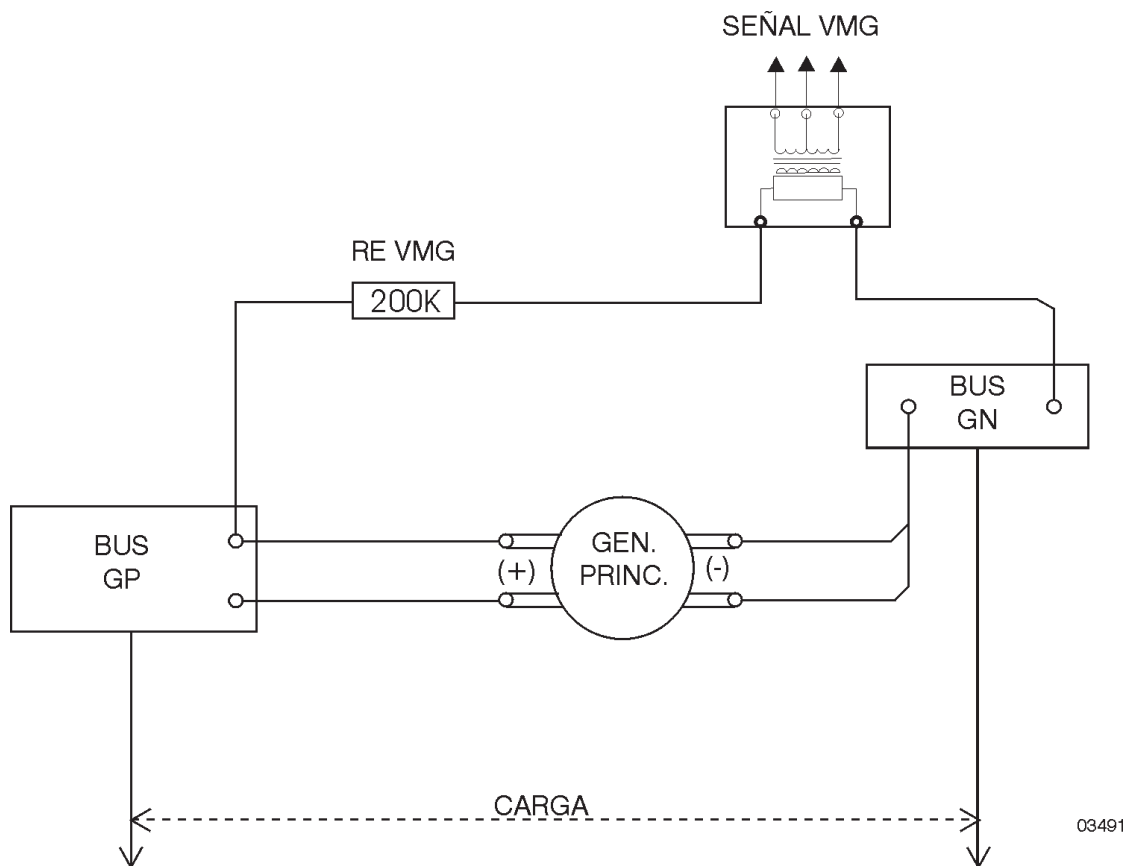 SEÑAL VMG
RE VMG
200K
BUS
GN
BUS
GP
(+)
GEN.
PRINC.
(-)
CARGA
03491